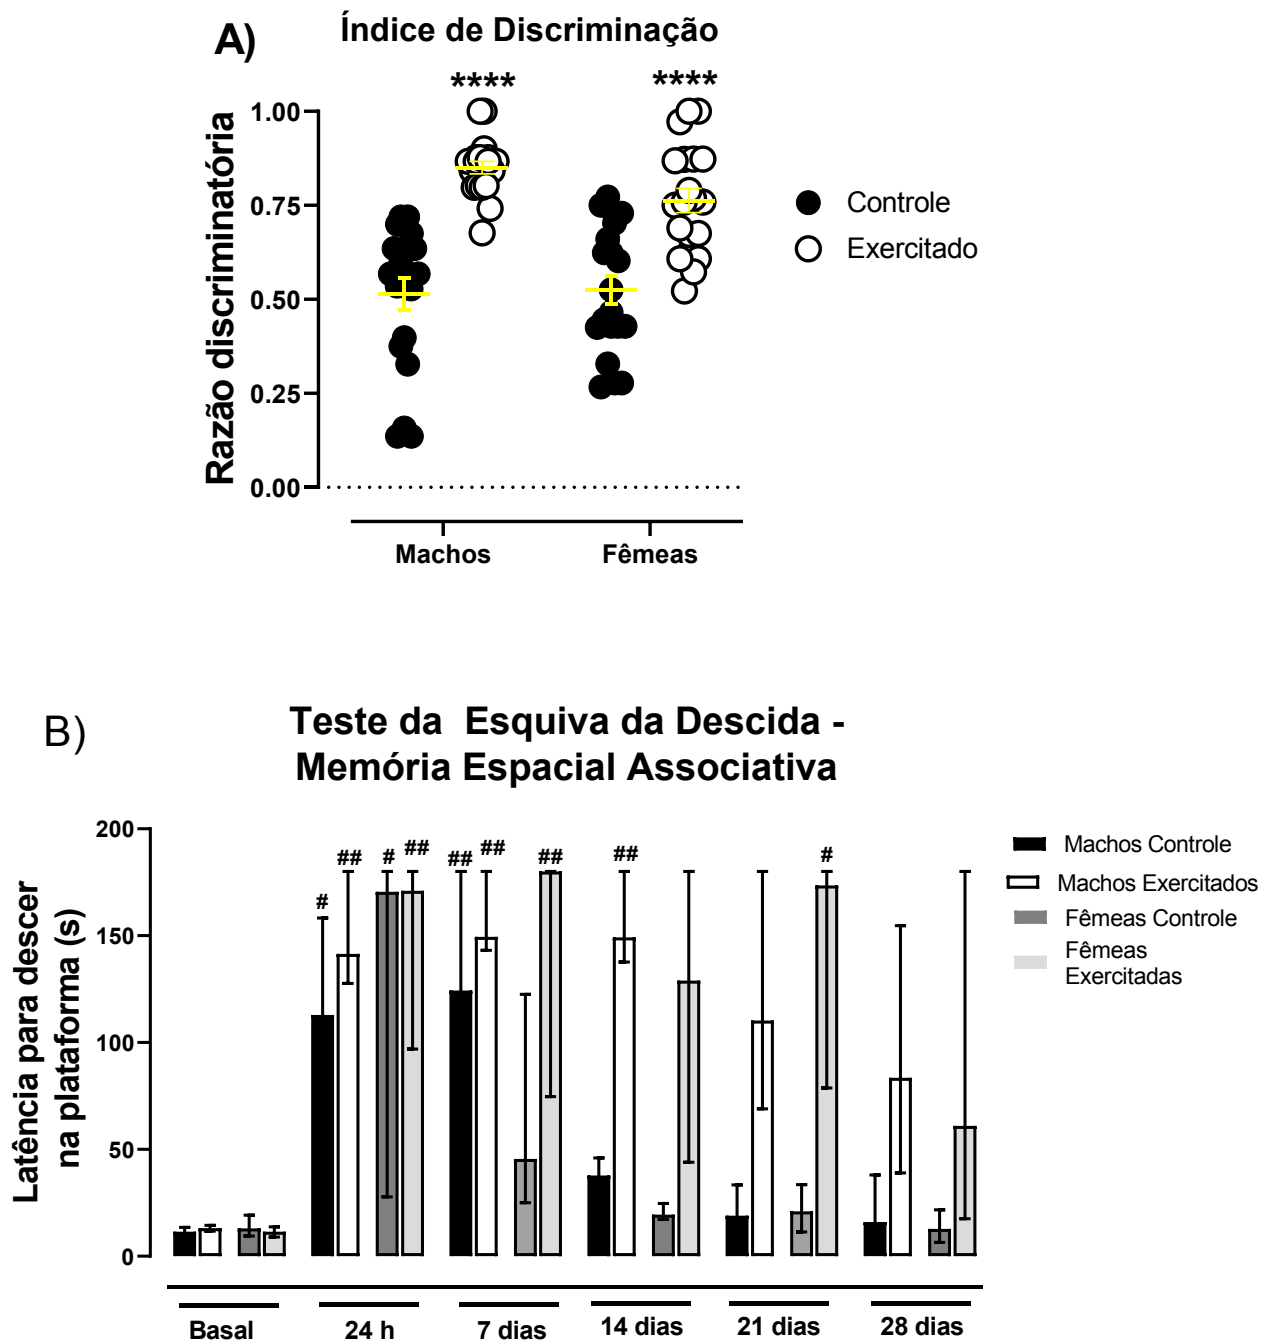 A)
Índice de Discriminação
****
****
Razão discriminatória
1.00
0.75
0.50
0.25
0.00
Controle
Exercitado
Machos
Fêmeas
B)
Teste da Esquiva da Descida -
Memória Espacial Associativa
Latência para descer
na plataforma (s)
200
150
100
50
0
#
##
#
##
##
##
##
##
#
Machos Controle
Machos Exercitados
Fêmeas Controle
Fêmeas
Exercitadas
Basal
24 h
7 dias
14 dias
21 dias
28 dias